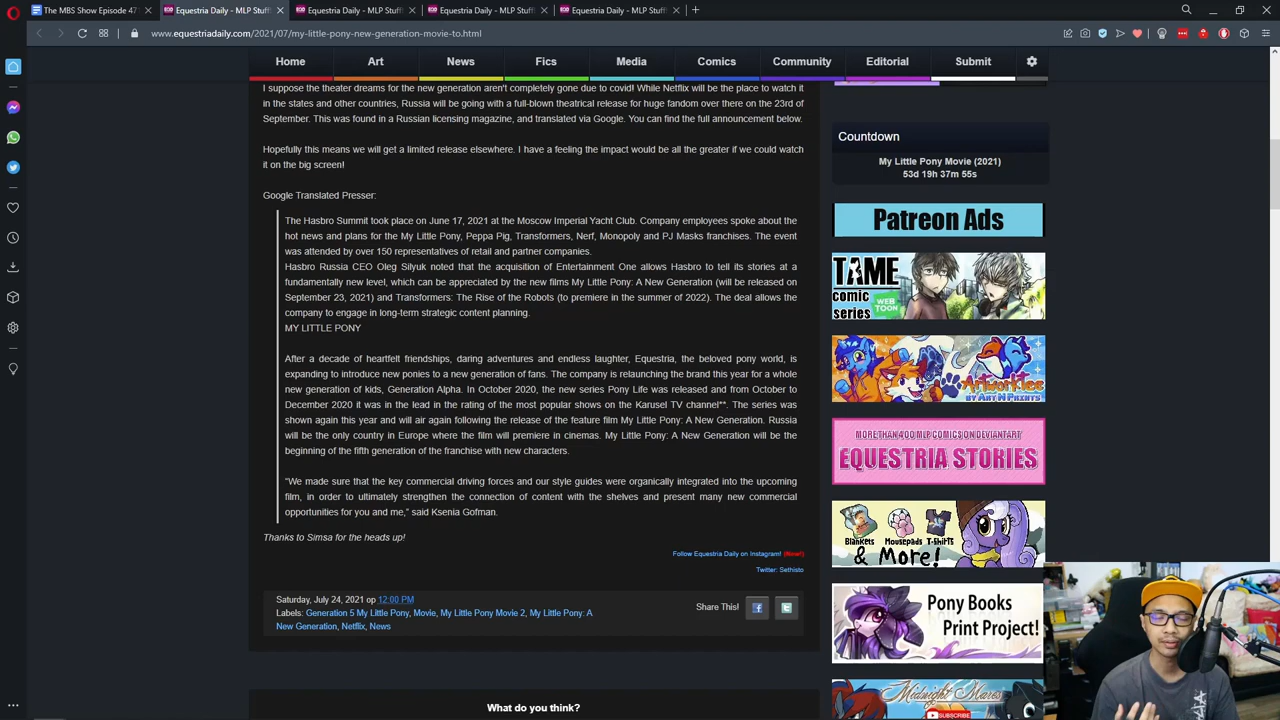 The MBS Show Episode 47
Equestria Daily - MLP Stuff
Equestria Daily - MLP Stuff
Equestria Daily - MLP Stuff
Equestria Daily - MLP Stuff
www.equestriadaily.com/2021/07/my-little-pony-new-generation-movie-to.html
Home Art News Fics Media Comics Community Editorial Submit
I suppose the theater dreams for the new generation aren't completely gone due to covid! While Netflix will be the place to watch it
in the states and other countries, Russia will be going with a full-blown theatrical release for huge fandom over there on the 23rd of
September. This was found in a Russian licensing magazine, and translated via Google. You can find the full announcement below.
Hopefully this means we will get a limited release elsewhere. I have a feeling the impact would be all the greater if we could watch
it on the big screen!
Google Translated Presser:
The Hasbro Summit took place on June 17, 2021 at the Moscow Imperial Yacht Club. Company employees spoke about the
hot news and plans for the My Little Pony, Peppa Pig, Transformers, Nerf, Monopoly and PJ Masks franchises. The event
was attended by over 150 representatives of retail and partner companies.
Hasbro Russia CEO Oleg Silyuk noted that the acquisition of Entertainment One allows Hasbro to tell its stories at a
fundamentally new level, which can be appreciated by the new films My Little Pony: A New Generation (will be released on
September 23, 2021) and Transformers: The Rise of the Robots (to premiere in the summer of 2022). The deal allows the
company to engage in long-term strategic content planning.
MY LITTLE PONY
After a decade of heartfelt friendships, daring adventures and endless laughter, Equestria, the beloved pony world, is
expanding to introduce new ponies to a new generation of fans. The company is relaunching the brand this year for a whole
new generation of kids, Generation Alpha. In October 2020, the new series Pony Life was released and from October to
December 2020 it was in the lead in the rating of the most popular shows on the Karusel TV channel**. The series was
shown again this year and will air again following the release of the feature film My Little Pony: A New Generation. Russia
will be the only country in Europe where the film will premiere in cinemas. My Little Pony: A New Generation will be the
beginning of the fifth generation of the franchise with new characters.
"We made sure that the key commercial driving forces and our style guides were organically integrated into the upcoming
film, in order to ultimately strengthen the connection of content with the shelves and present many new commercial
opportunities for you and me," said Ksenia Gofman.
Thanks to Simsa for the heads up!
Follow Equestria Daily on Instagram! (New!)
Twitter: Sethisto
Saturday, July 24, 2021 op 12:00 PM
Labels: Generation 5 My Little Pony, Movie, My Little Pony Movie 2, My Little Pony: A
New Generation, Netflix, News
Share This!
What do you think?
Countdown
My Little Pony Movie (2021)
53d 19h 37m 55s
Patreon Ads
TAME
comic
series
WEB
TOON
Artworktee
BY ART N PRINTS
MORE THAN 400 MLP COMICS ON DEVIANTART
EQUESTRIA STORIES
Blankets Mousepads T-Shirts
& More!
Pony Books
Print Project!
Midnight Mares
SUBSCRIBE